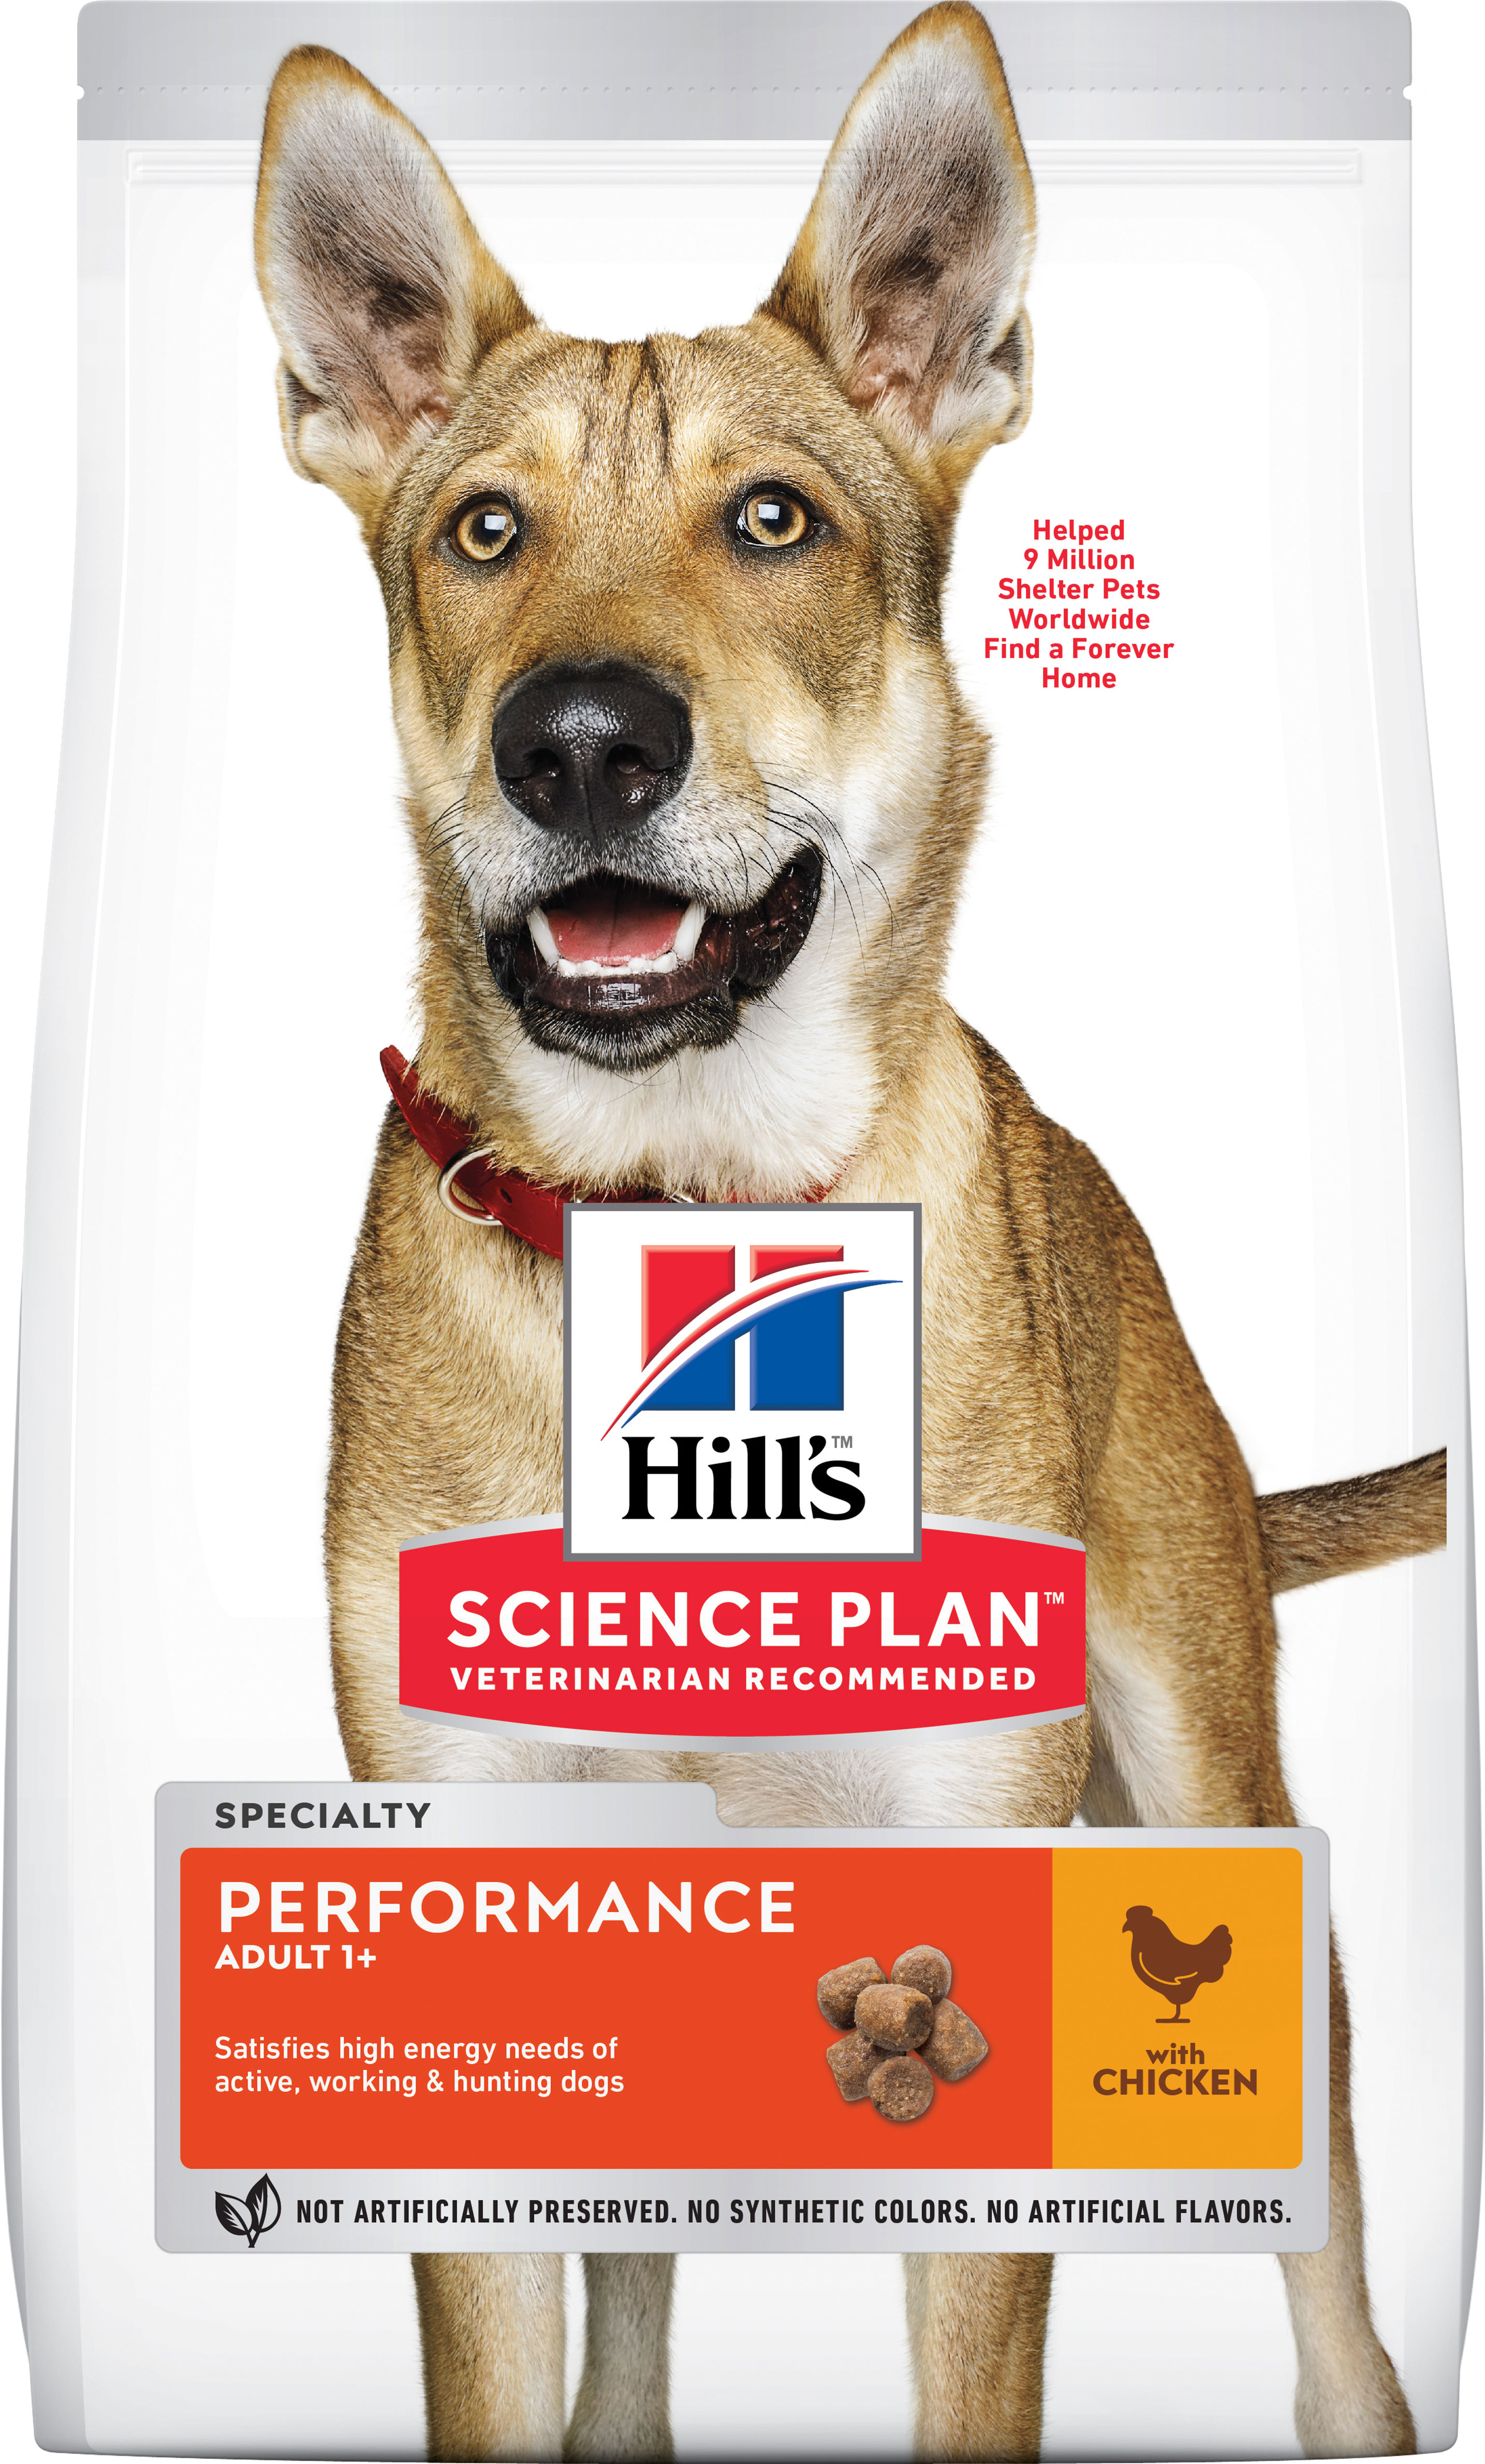 Helped
9 Million
Shelter Pets
Worldwide
Find a Forever
Home
Hill's™
SCIENCE PLAN™
VETERINARIAN RECOMMENDED
SPECIALTY
PERFORMANCE
ADULT 1+
Satisfies high energy needs of
active, working & hunting dogs
with
CHICKEN
NOT ARTIFICIALLY PRESERVED. NO SYNTHETIC COLORS. NO ARTIFICIAL FLAVORS.